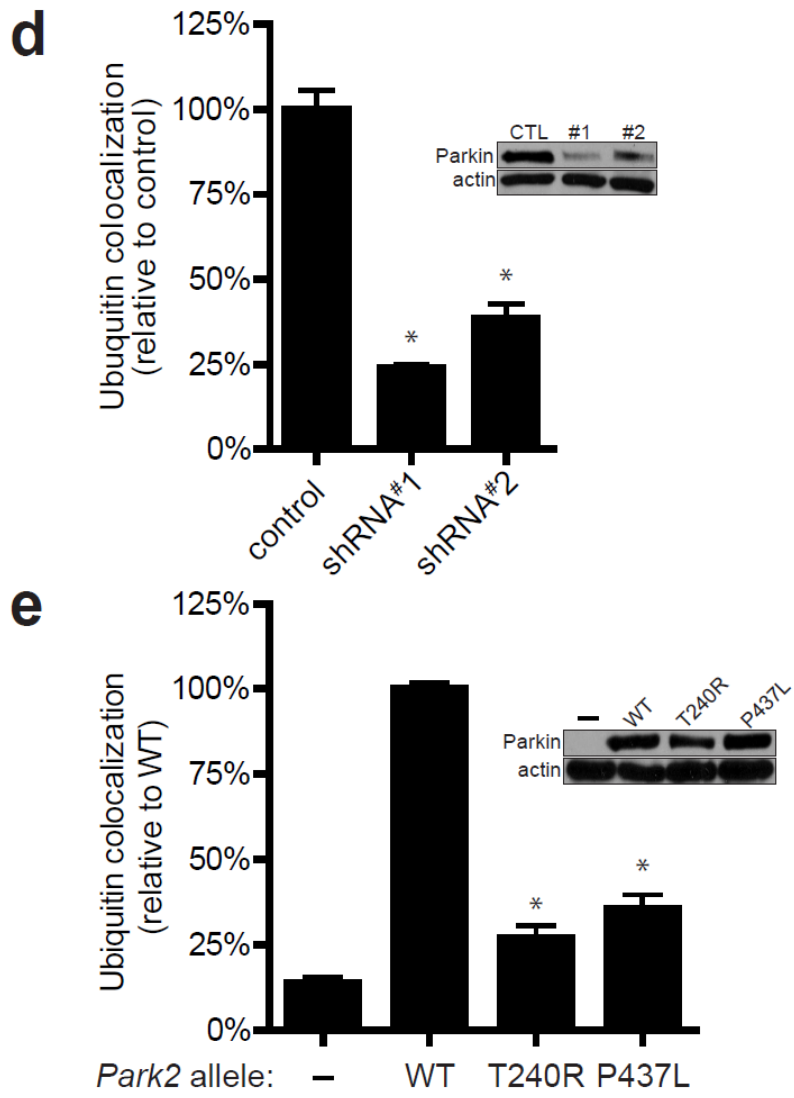 d
Ubuquitin colocalization
(relative to control)
125%
100%
75%
50%
25%
0%
CTL #1 #2
Parkin
actin
*
*
control
shRNA#1
shRNA#2
e
Ubiquitin colocalization
(relative to WT)
125%
100%
75%
50%
25%
0%
– WT T240R P437L
Parkin
actin
*
*
Park2 allele: – WT T240R P437L